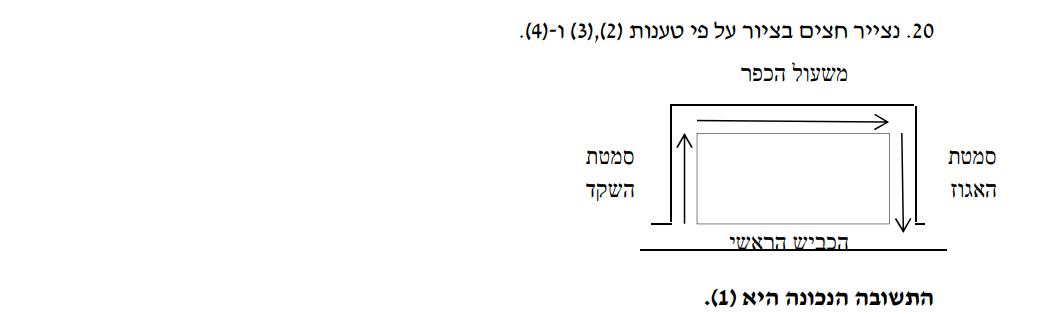 20. נצייר חצים בציור על פי טענות (2),(3) ו-(4).
משעול הכפר
סמטת
האגוז
סמטת
השקד
הכביש הראשי
התשובה הנכונה היא (1).